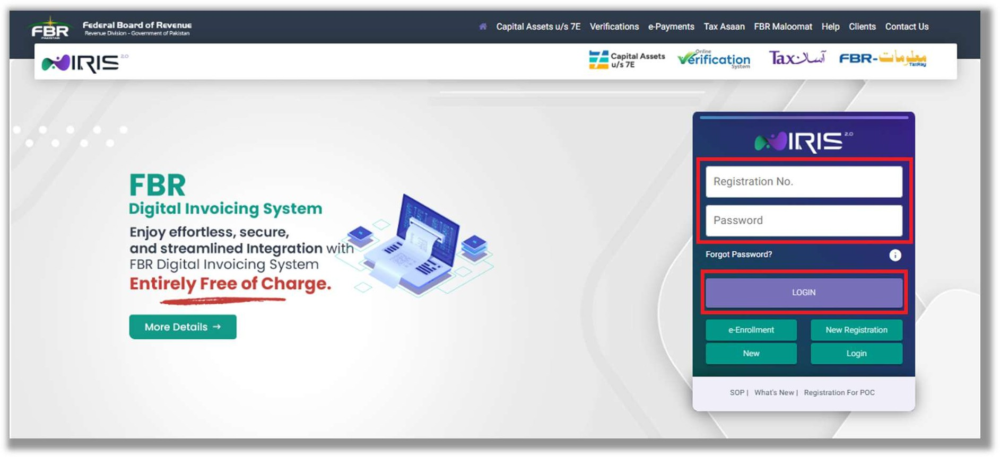 FBR
PAKISTAN
Federal Board of Revenue
Revenue Division - Government of Pakistan
Capital Assets u/s 7E Verifications e-Payments Tax Asaan FBR Maloomat Help Clients Contact Us
IRIS 2.0
Capital Assets
u/s 7E
Online
Verification
System
Tax آسان
FBR-معلومات
TaxRay
IRIS 2.0
Registration No.
Password
Forgot Password?
LOGIN
e-Enrollment New Registration
New Login
SOP | What's New | Registration For POC
FBR
Digital Invoicing System
Enjoy effortless, secure,
and streamlined Integration with
FBR Digital Invoicing System
Entirely Free of Charge.
More Details →